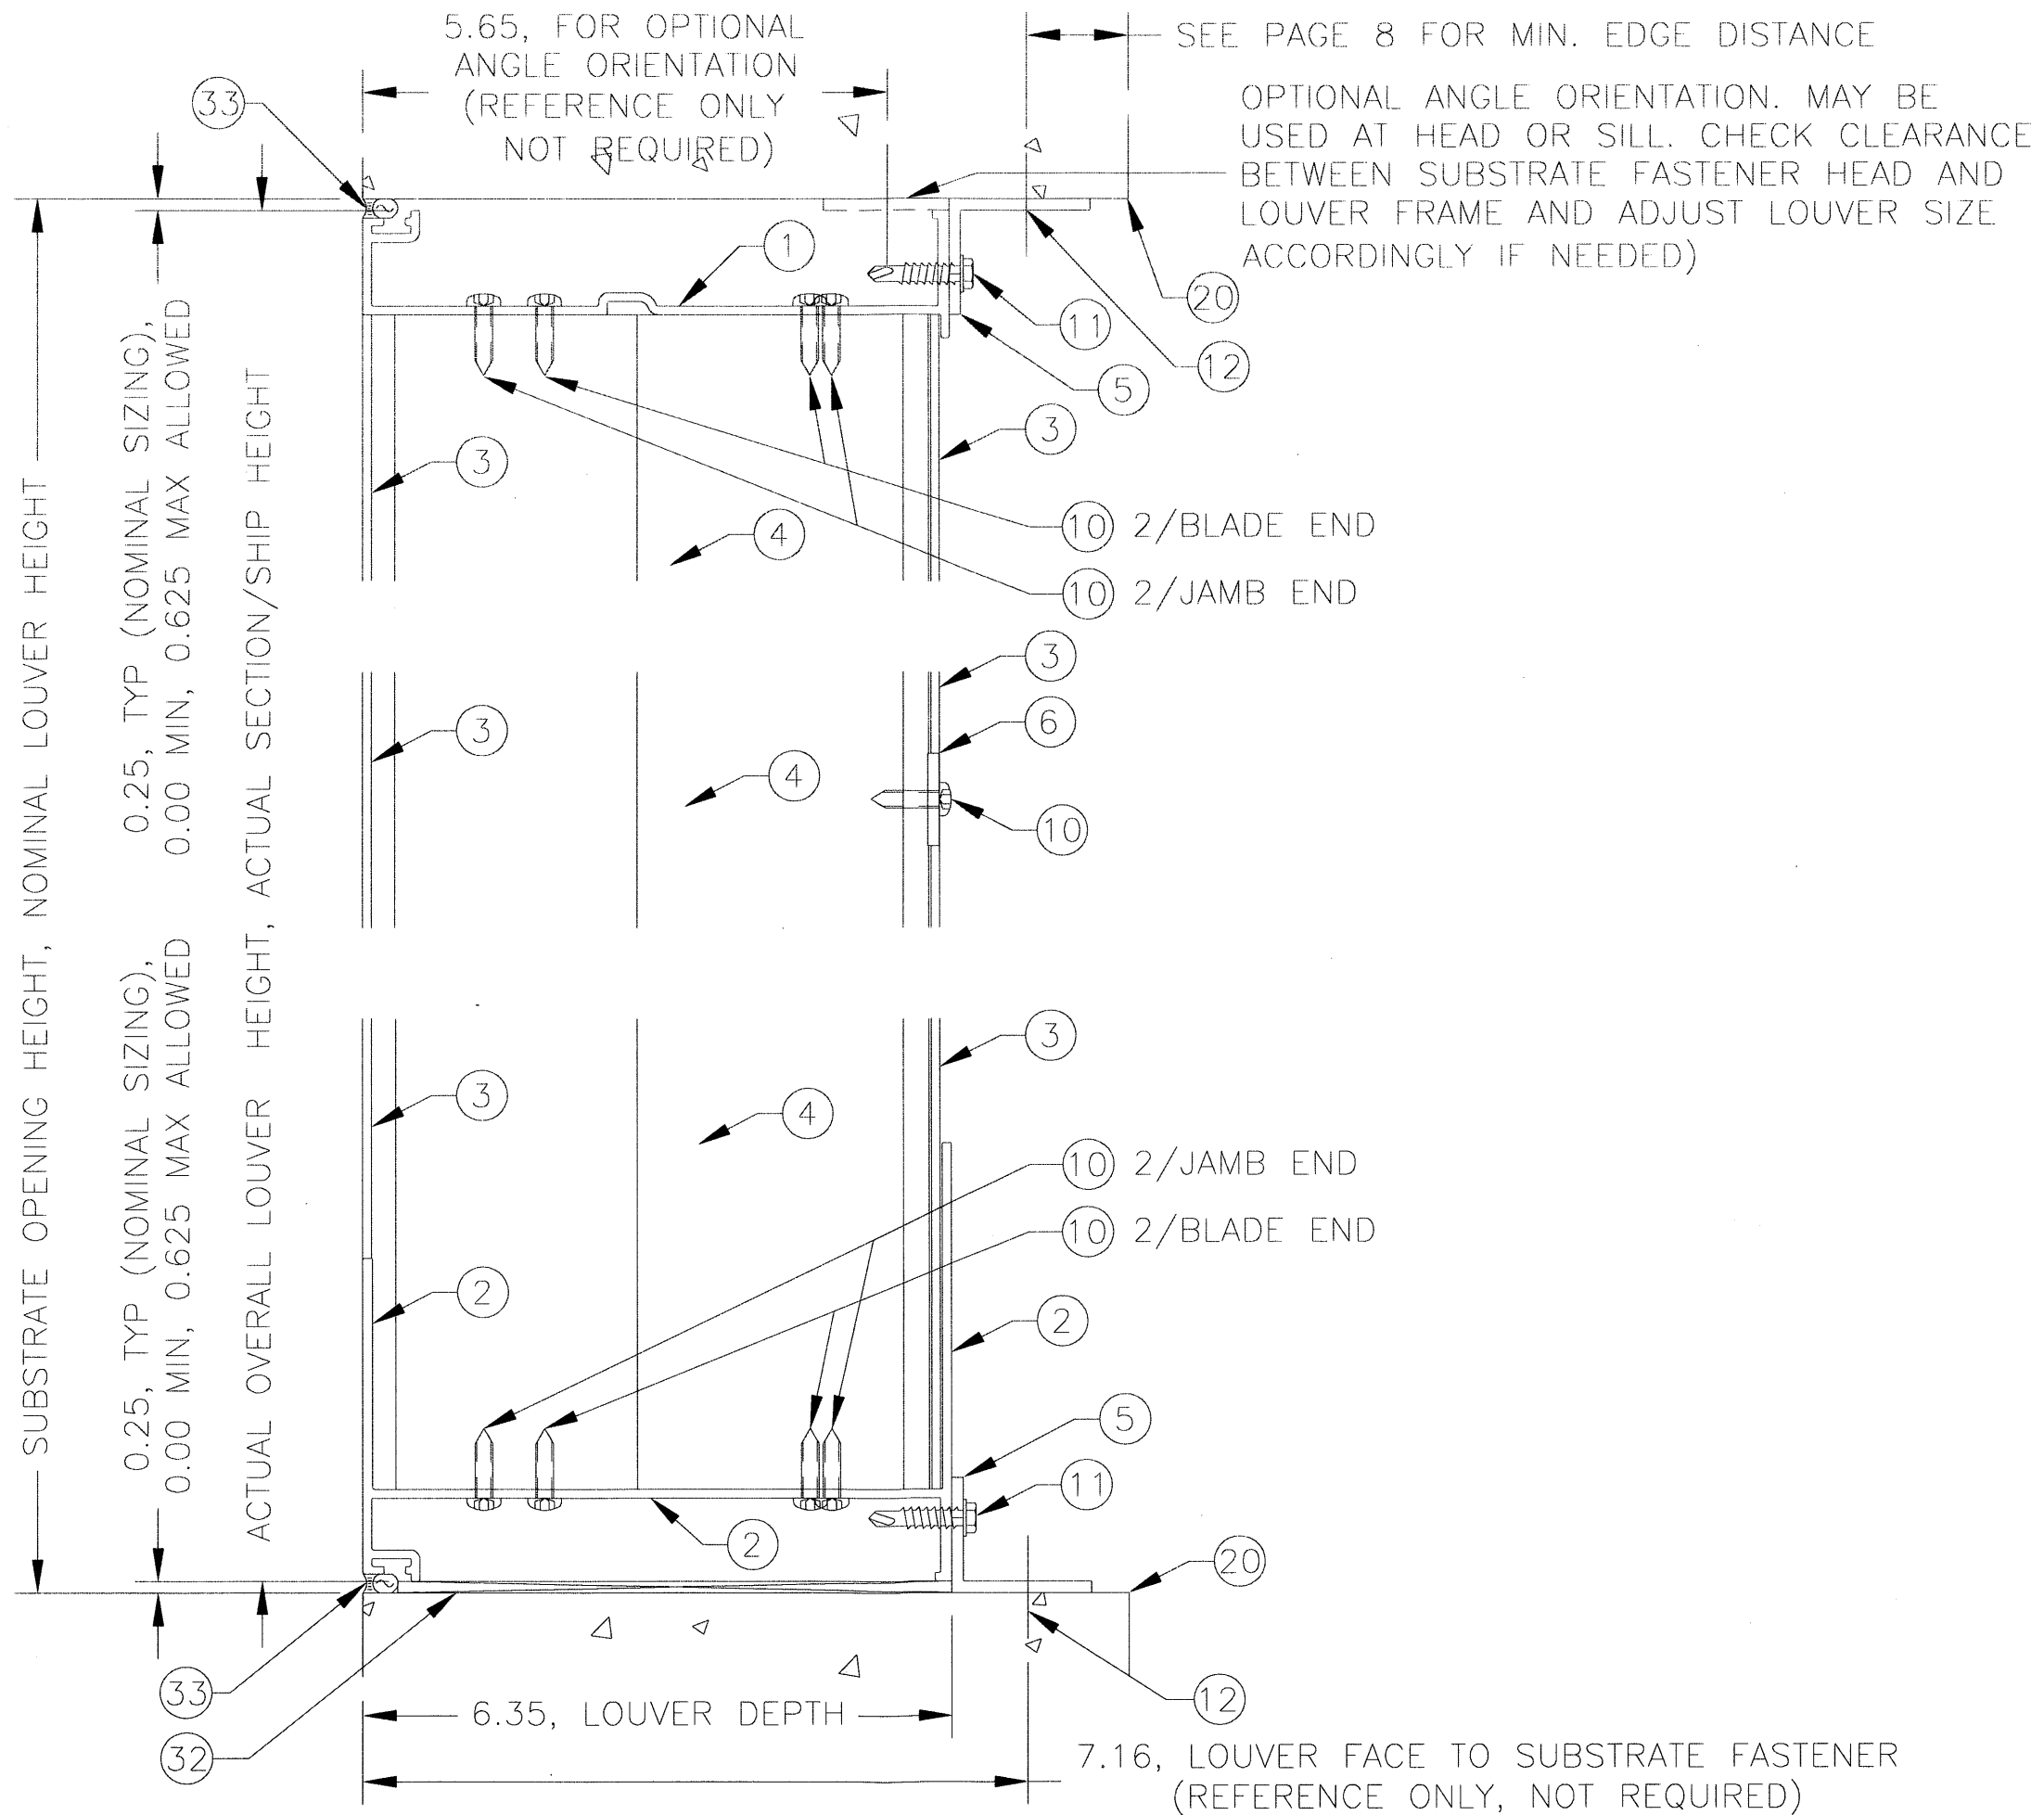 5.65, FOR OPTIONAL
ANGLE ORIENTATION
(REFERENCE ONLY
NOT REQUIRED)
SEE PAGE 8 FOR MIN. EDGE DISTANCE
OPTIONAL ANGLE ORIENTATION. MAY BE
USED AT HEAD OR SILL. CHECK CLEARANCE
BETWEEN SUBSTRATE FASTENER HEAD AND
LOUVER FRAME AND ADJUST LOUVER SIZE
ACCORDINGLY IF NEEDED)
33
1
20
11
12
5
3
3
10 2/BLADE END
4
10 2/JAMB END
3
6
3
4
10
3
3
4
10 2/JAMB END
10 2/BLADE END
2
2
5
11
2
20
33
12
32
SUBSTRATE OPENING HEIGHT, NOMINAL LOUVER HEIGHT
0.25, TYP (NOMINAL SIZING),
0.00 MIN, 0.625 MAX ALLOWED
0.25, TYP (NOMINAL SIZING),
0.00 MIN, 0.625 MAX ALLOWED
ACTUAL OVERALL LOUVER HEIGHT, ACTUAL SECTION/SHIP HEIGHT
6.35, LOUVER DEPTH
7.16, LOUVER FACE TO SUBSTRATE FASTENER
(REFERENCE ONLY, NOT REQUIRED)